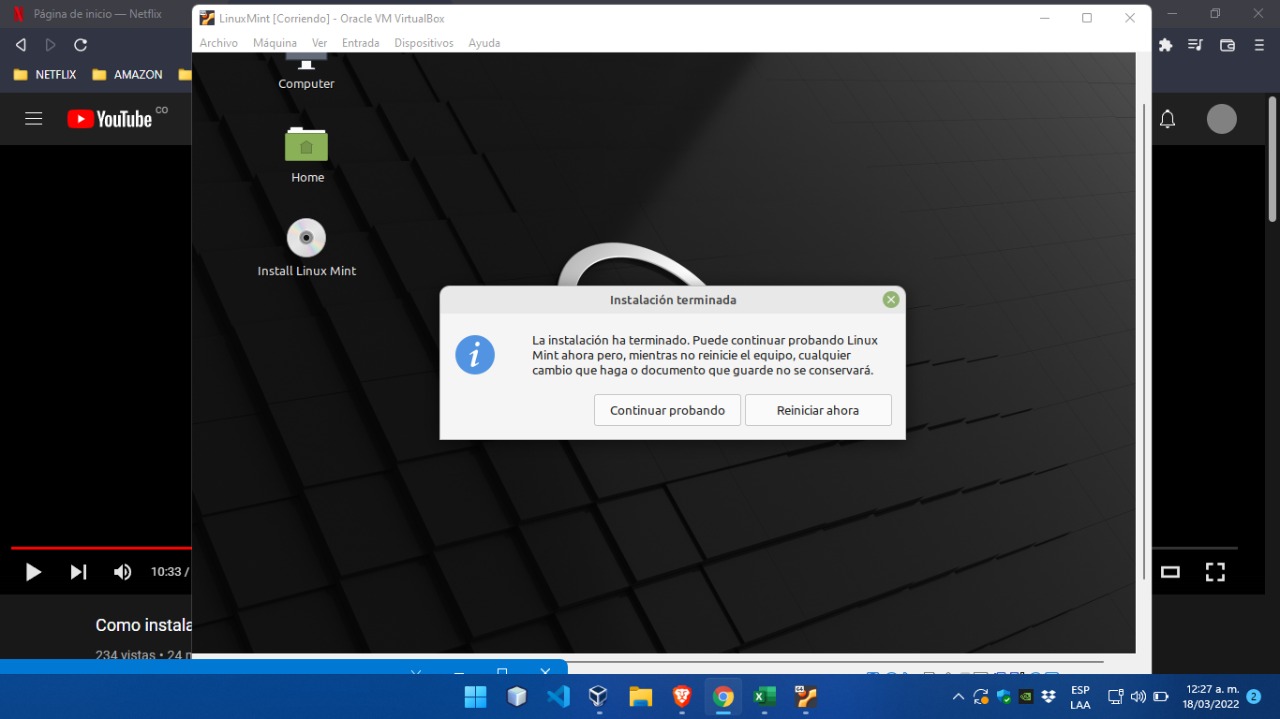 Página de inicio — Netflix
LinuxMint [Corriendo] - Oracle VM VirtualBox
Archivo Máquina Ver Entrada Dispositivos Ayuda
NETFLIX AMAZON
YouTube CO
Computer
Home
Install Linux Mint
Instalación terminada
La instalación ha terminado. Puede continuar probando Linux
Mint ahora pero, mientras no reinicie el equipo, cualquier
cambio que haga o documento que guarde no se conservará.
Continuar probando Reiniciar ahora
10:33 /
Como instala
234 vistas • 24 m
ESP
LAA
12:27 a. m.
18/03/2022
2